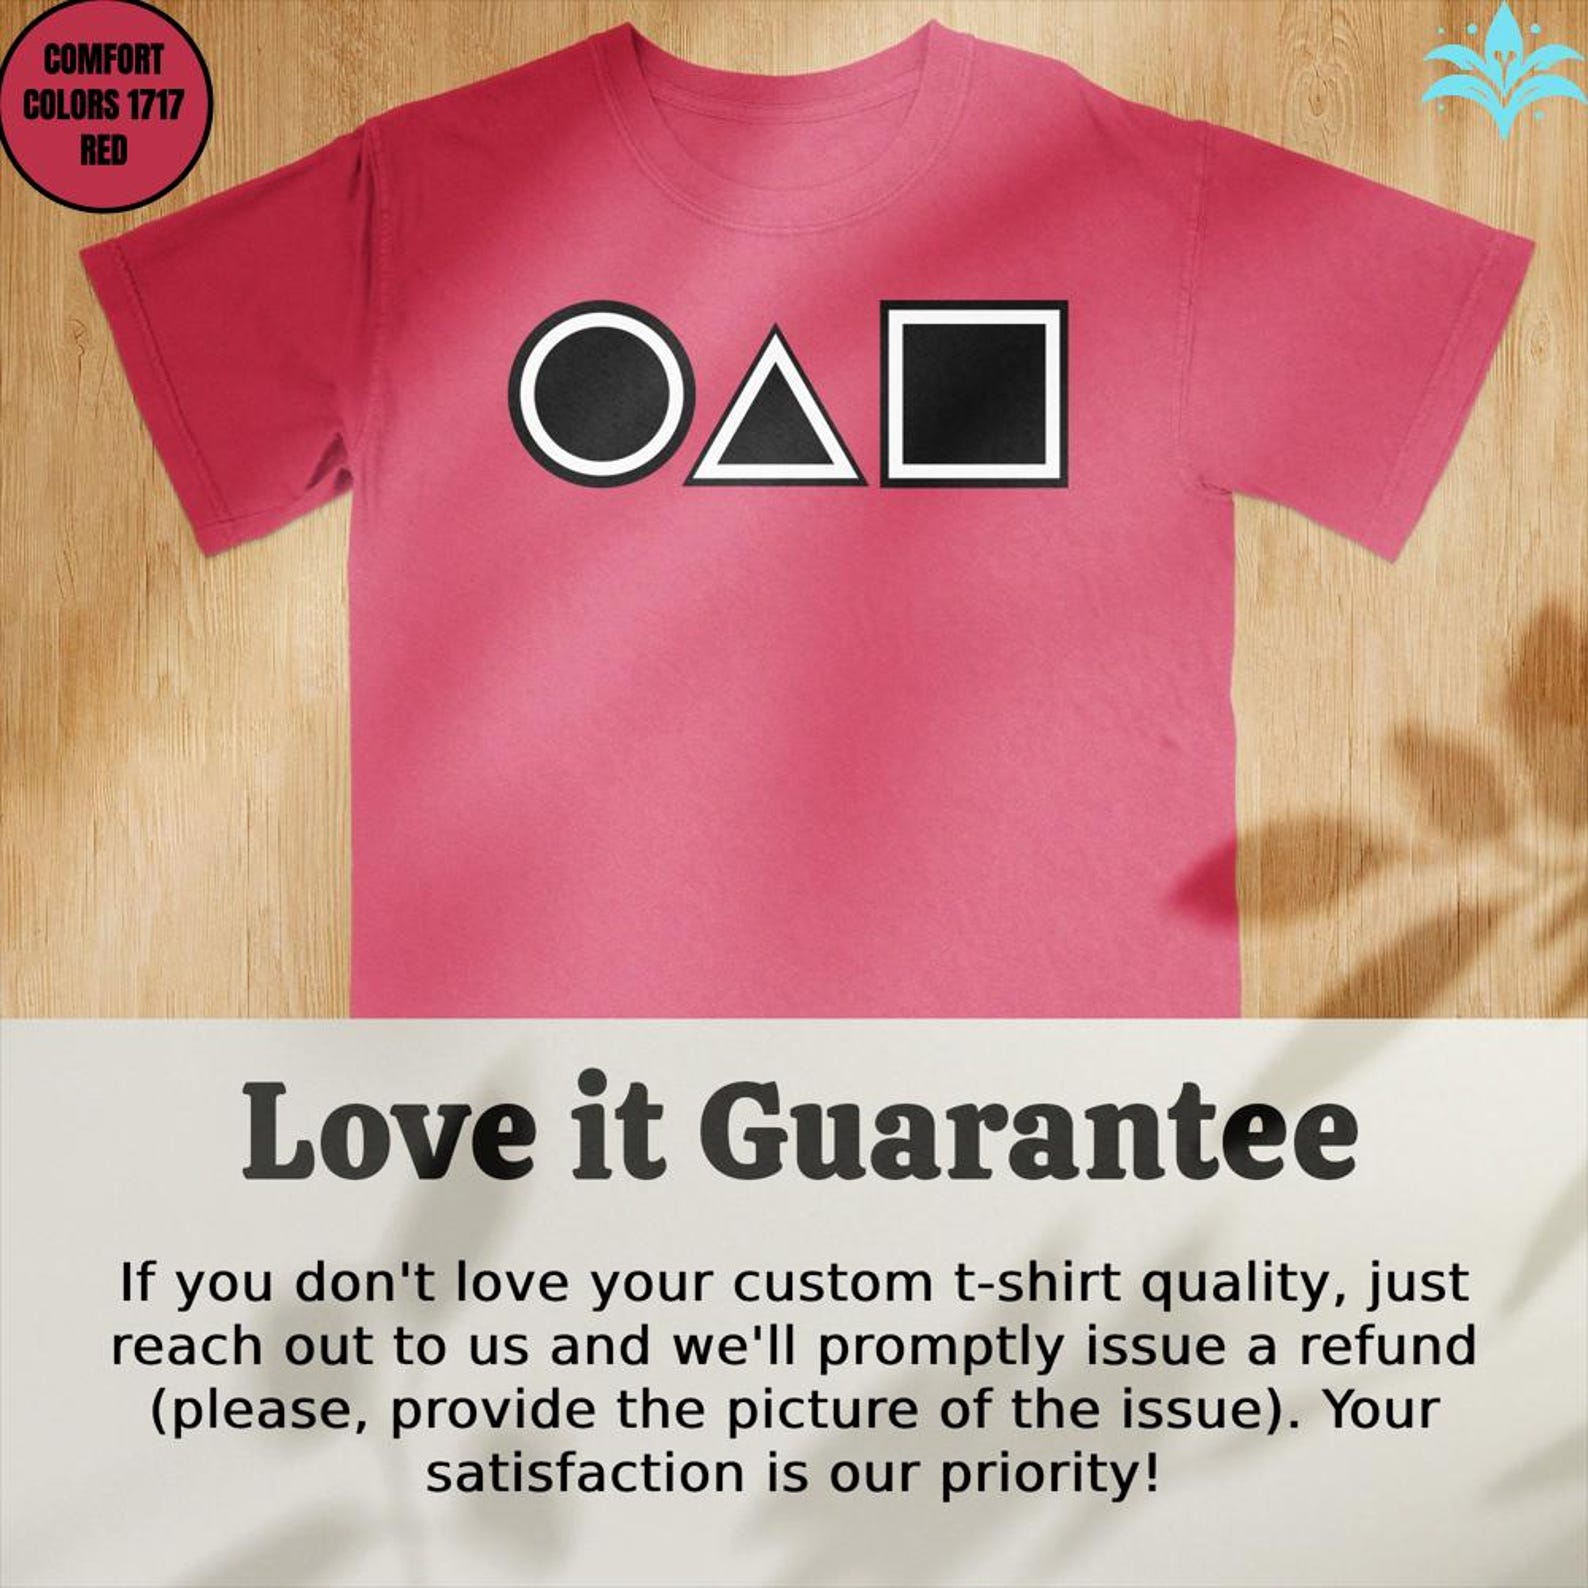 COMFORT
COLORS 1717
RED
Love it Guarantee
If you don't love your custom t-shirt quality, just
reach out to us and we'll promptly issue a refund
(please, provide the picture of the issue). Your
satisfaction is our priority!